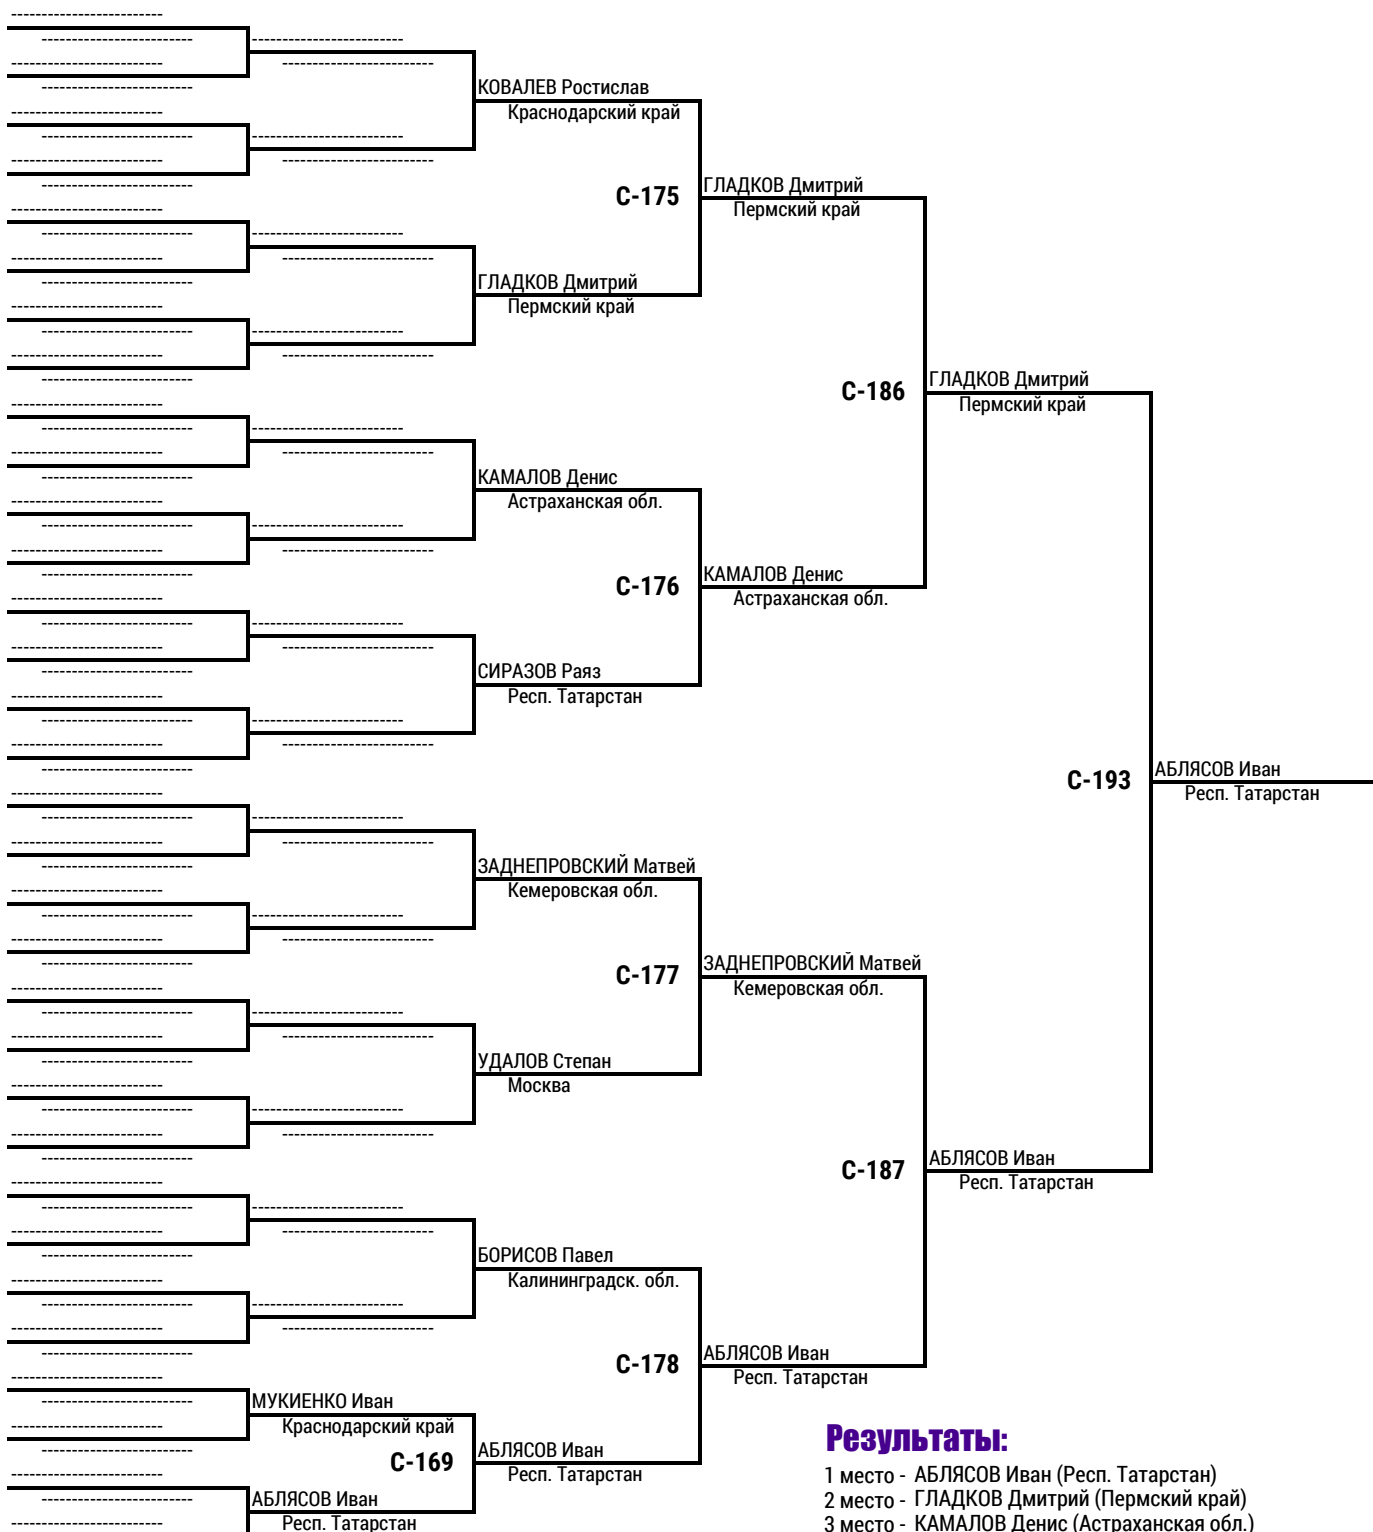 КОВАЛЕВ Ростислав
Краснодарский край
С-175
ГЛАДКОВ Дмитрий
Пермский край
ГЛАДКОВ Дмитрий
Пермский край
С-186
ГЛАДКОВ Дмитрий
Пермский край
КАМАЛОВ Денис
Астраханская обл.
С-176
КАМАЛОВ Денис
Астраханская обл.
СИРАЗОВ Раяз
Респ. Татарстан
С-193
АБЛЯСОВ Иван
Респ. Татарстан
ЗАДНЕПРОВСКИЙ Матвей
Кемеровская обл.
С-177
ЗАДНЕПРОВСКИЙ Матвей
Кемеровская обл.
УДАЛОВ Степан
Москва
С-187
АБЛЯСОВ Иван
Респ. Татарстан
БОРИСОВ Павел
Калининградск. обл.
С-178
АБЛЯСОВ Иван
Респ. Татарстан
МУКИЕНКО Иван
Краснодарский край
С-169
АБЛЯСОВ Иван
Респ. Татарстан
АБЛЯСОВ Иван
Респ. Татарстан
Результаты:
1 место - АБЛЯСОВ Иван (Респ. Татарстан)
2 место - ГЛАДКОВ Дмитрий (Пермский край)
3 место - КАМАЛОВ Денис (Астраханская обл.)